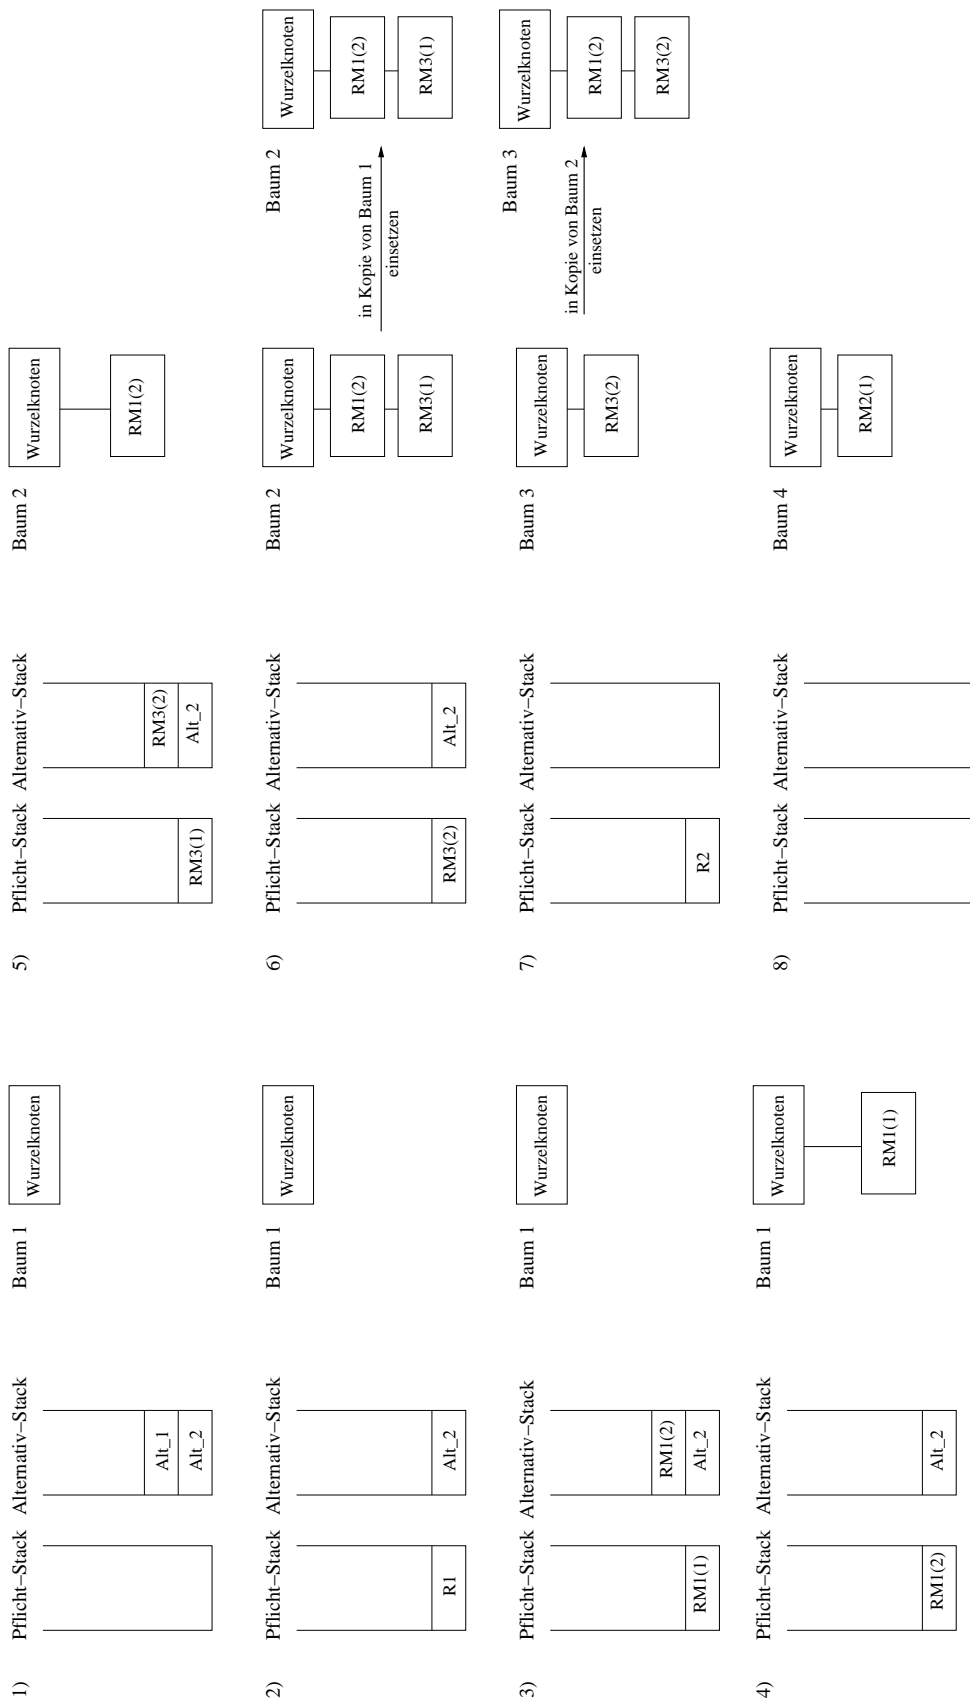 1)
Pflicht–Stack
Alternativ–Stack
Alt_1
Alt_2
Baum 1
Wurzelknoten
2)
Pflicht–Stack
Alternativ–Stack
R1
Alt_2
Baum 1
Wurzelknoten
3)
Pflicht–Stack
Alternativ–Stack
RM1(1)
RM1(2)
Alt_2
Baum 1
Wurzelknoten
4)
Pflicht–Stack
Alternativ–Stack
RM1(2)
Alt_2
Baum 1
Wurzelknoten
RM1(1)
5)
Pflicht–Stack
Alternativ–Stack
RM3(1)
RM3(2)
Alt_2
Baum 2
Wurzelknoten
RM1(2)
6)
Pflicht–Stack
Alternativ–Stack
RM3(2)
Alt_2
Baum 2
Wurzelknoten
RM1(2)
RM3(1)
in Kopie von Baum 1
einsetzen
Baum 2
Wurzelknoten
RM1(2)
RM3(1)
7)
Pflicht–Stack
Alternativ–Stack
R2
Baum 3
Wurzelknoten
RM3(2)
in Kopie von Baum 2
einsetzen
Baum 3
Wurzelknoten
RM1(2)
RM3(2)
8)
Pflicht–Stack
Alternativ–Stack
Baum 4
Wurzelknoten
RM2(1)